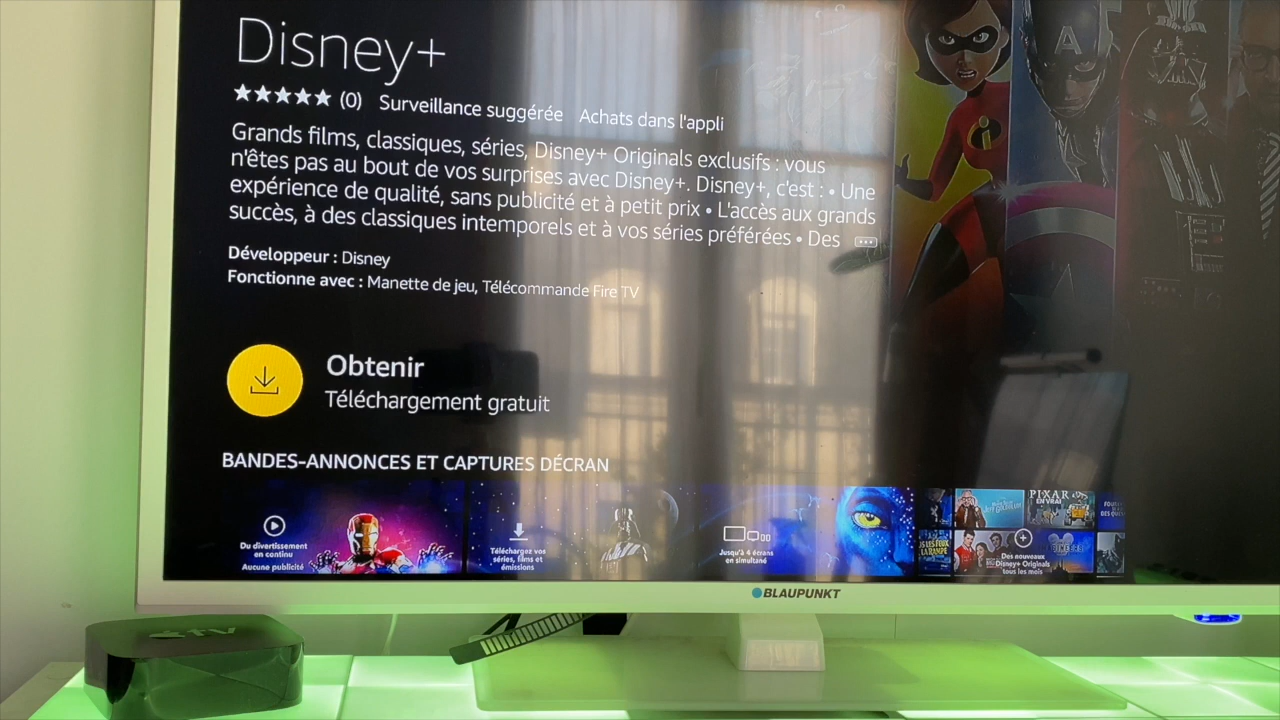 Disney+
(0) Surveillance suggérée Achats dans l'appli
Grands films, classiques, séries, Disney+ Originals exclusifs : vous
n'êtes pas au bout de vos surprises avec Disney+. Disney+, c'est : • Une
expérience de qualité, sans publicité et à petit prix • L'accès aux grands
succès, à des classiques intemporels et à vos séries préférées • Des
Développeur : Disney
Fonctionne avec : Manette de jeu, Télécommande Fire TV
Obtenir
Téléchargement gratuit
BANDES-ANNONCES ET CAPTURES DÉCRAN
Du divertissement
en continu
Aucune publicité
Téléchargez vos
séries, films et
émissions
Jusqu'à 4 écrans
en simultané
PIXAR
EN VRAI
Des nouveaux
Disney+ Originals
tous les mois
BLAUPUNKT
tv